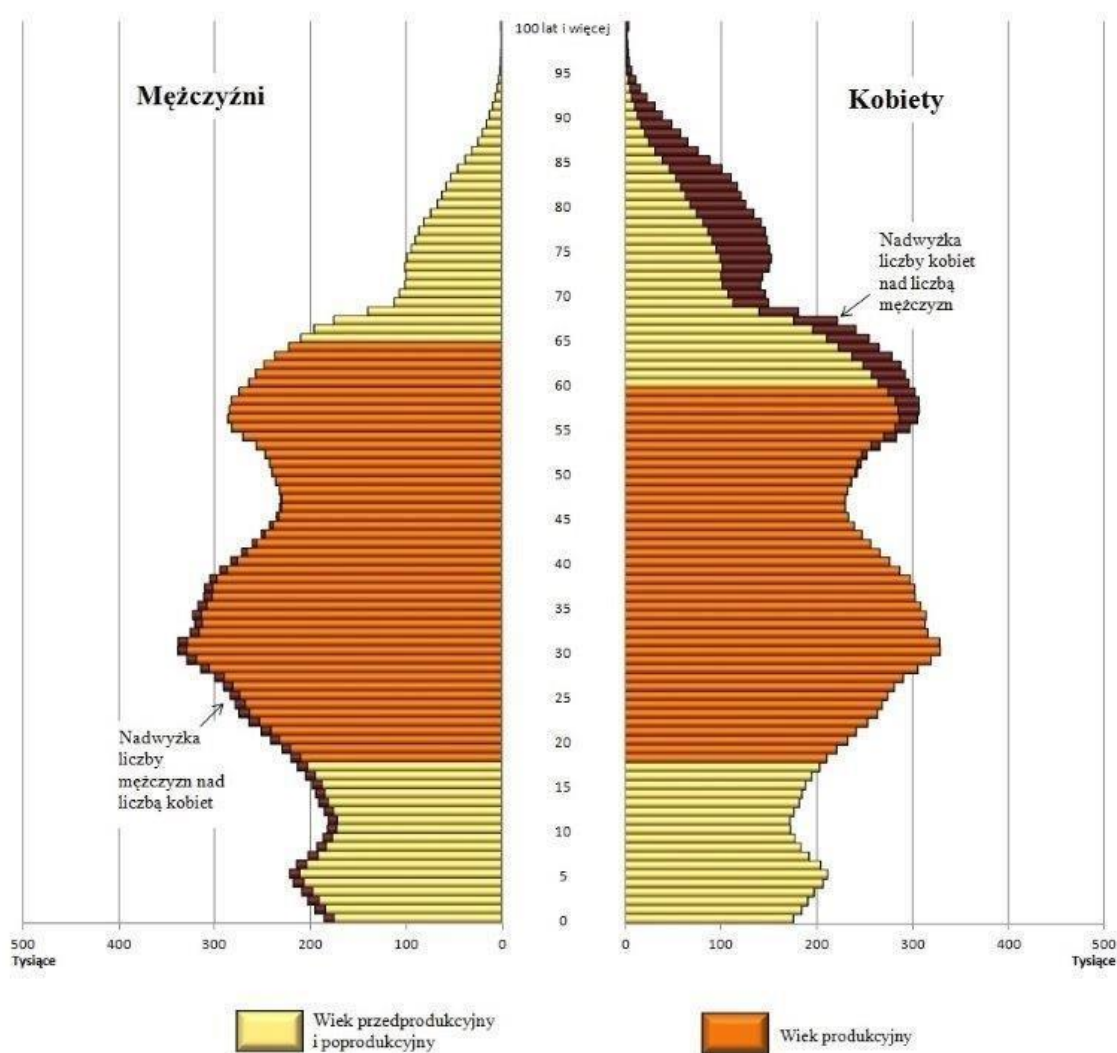 100 lat i więcej
Mężczyźni
Kobiety
95
90
85
80
75
70
65
60
55
50
45
40
35
30
25
20
15
10
5
0
Nadwyżka
liczby kobiet
nad liczbą
mężczyzn
Nadwyżka
liczby
mężczyzn nad
liczbą kobiet
500 400 300 200 100 0
Tysiące
0 100 200 300 400 500
Tysiące
Wiek przedprodukcyjny
i poprodukcyjny
Wiek produkcyjny